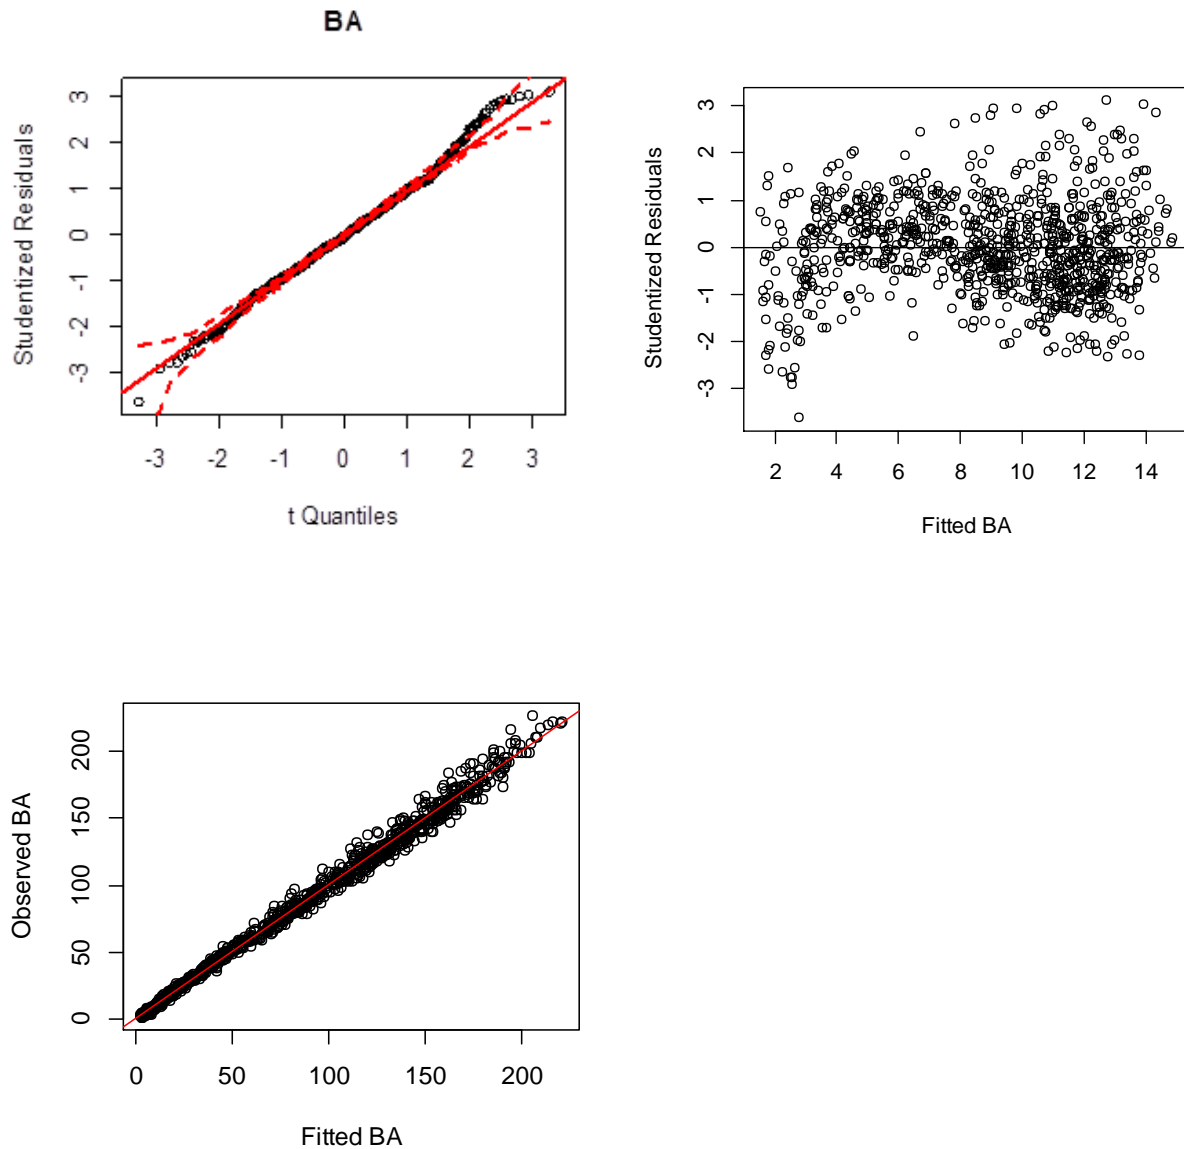 BA
Studentized Residuals
3
2
1
0
-1
-2
-3
-3 -2 -1 0 1 2 3
t Quantiles
Studentized Residuals
3
2
1
0
-1
-2
-3
2 4 6 8 10 12 14
Fitted BA
Observed BA
200
150
100
50
0
0 50 100 150 200
Fitted BA